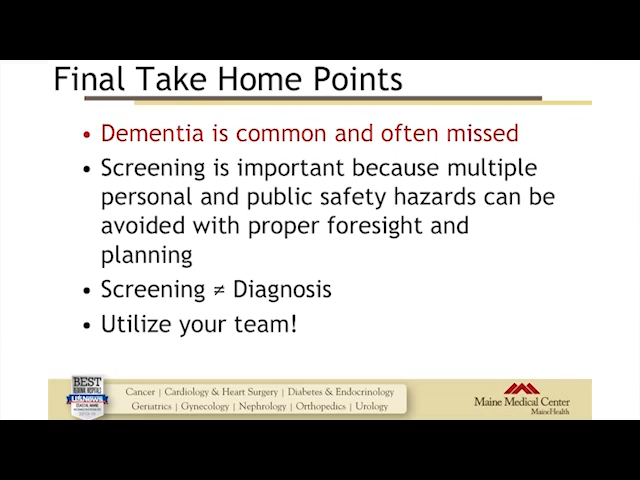 Final Take Home Points
• Dementia is common and often missed
• Screening is important because multiple
personal and public safety hazards can be
avoided with proper foresight and
planning
• Screening ≠ Diagnosis
• Utilize your team!
BEST
REGIONAL HOSPITALS
U.S.News
Cancer | Cardiology & Heart Surgery | Diabetes & Endocrinology
Geriatrics | Gynecology | Nephrology | Orthopedics | Urology
Maine Medical Center
MaineHealth